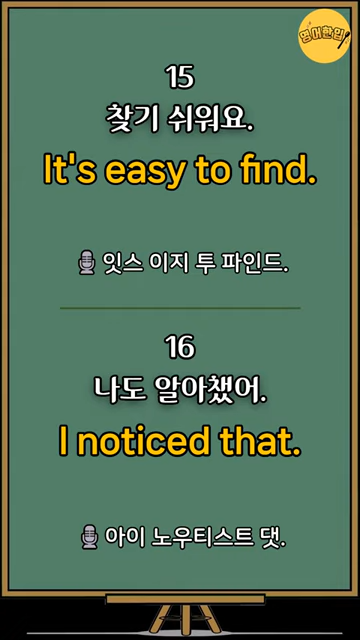 영어한입
15
찾기 쉬워요.
It's easy to find.
잇스 이지 투 파인드.
16
나도 알아챘어.
I noticed that.
아이 노우티스트 댓.